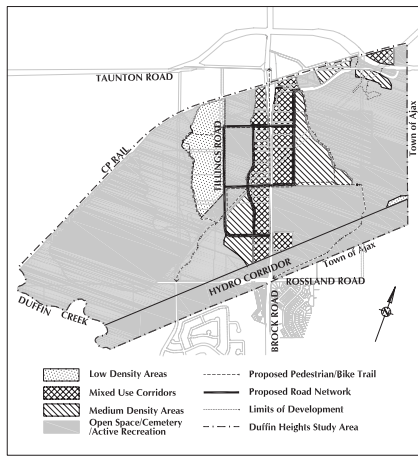 TAUNTON ROAD
CP RAIL
TILLINGS ROAD
Town of Ajax
DUFFIN CREEK
HYDRO CORRIDOR
Town of Ajax
ROSSLAND ROAD
BROCK ROAD
N
Low Density Areas
Mixed Use Corridors
Medium Density Areas
Open Space/Cemetery
/Active Recreation
Proposed Pedestrian/Bike Trail
Proposed Road Network
Limits of Development
Duffin Heights Study Area